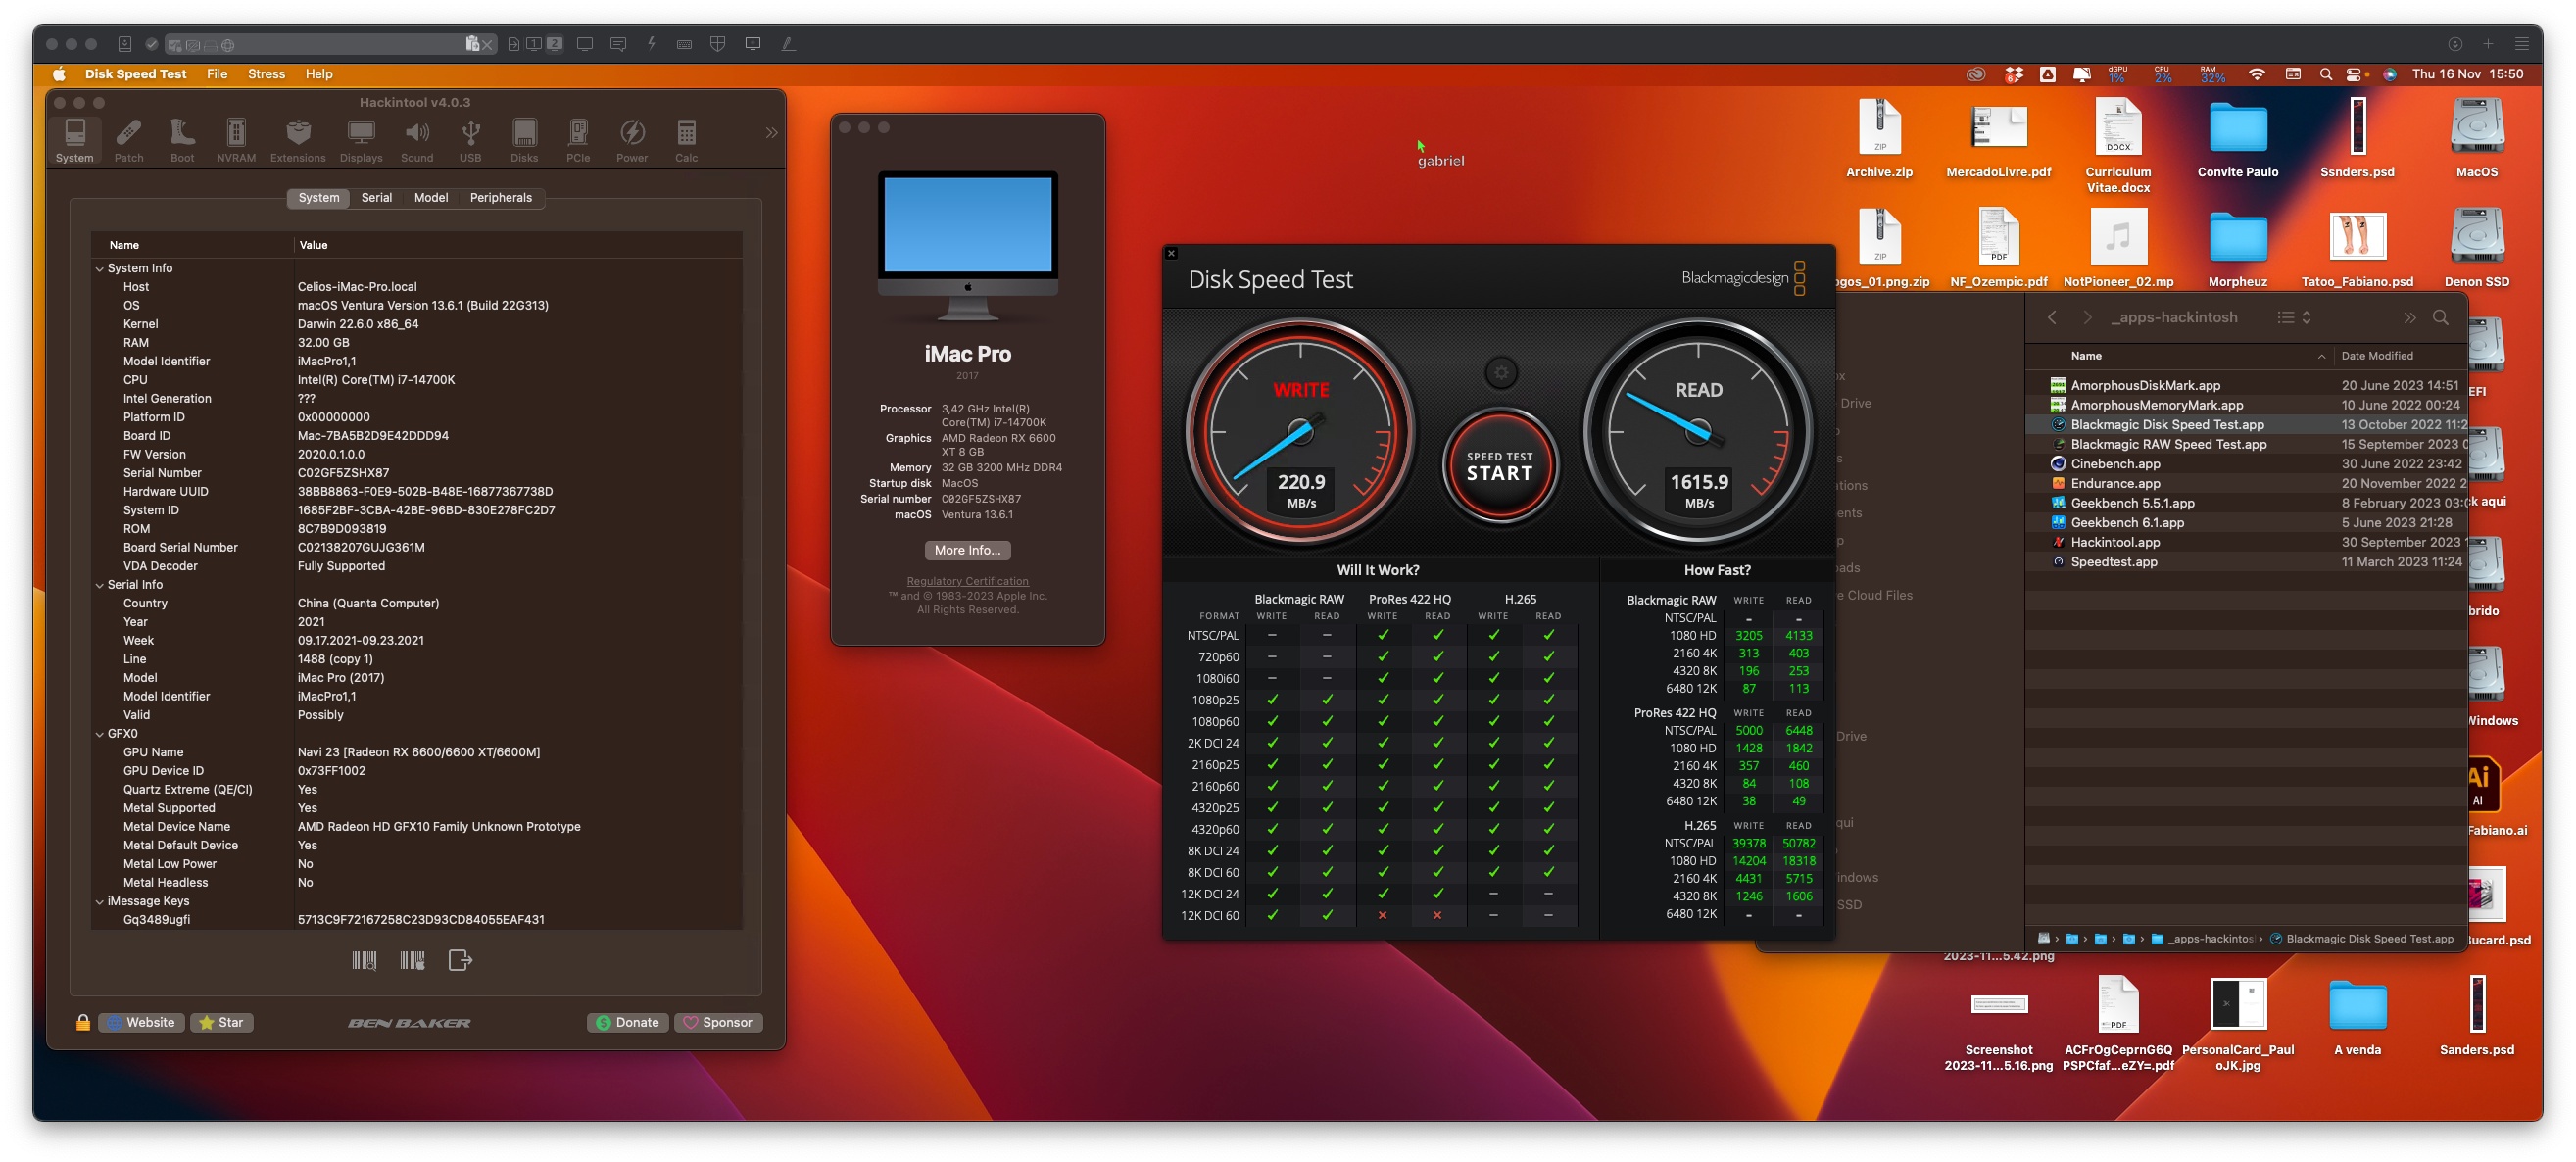 Disk Speed Test File Stress Help
dGPU 1% CPU 2% RAM 32% Thu 16 Nov 15:50
Hackintool v4.0.3
System Patch Boot NVRAM Extensions Displays Sound USB Disks PCIe Power Calc
System Serial Model Peripherals
Name Value
System Info
Host Celios-iMac-Pro.local
OS macOS Ventura Version 13.6.1 (Build 22G313)
Kernel Darwin 22.6.0 x86_64
RAM 32.00 GB
Model Identifier iMacPro1,1
CPU Intel(R) Core(TM) i7-14700K
Intel Generation ???
Platform ID 0x00000000
Board ID Mac-7BA5B2D9E42DDD94
FW Version 2020.0.1.0.0
Serial Number C02GF5ZSHX87
Hardware UUID 38BB8863-F0E9-502B-B48E-16877367738D
System ID 1685F2BF-3CBA-42BE-96BD-830E278FC2D7
ROM 8C7B9D093819
Board Serial Number C02138207GUJG361M
VDA Decoder Fully Supported
Serial Info
Country China (Quanta Computer)
Year 2021
Week 09.17.2021-09.23.2021
Line 1488 (copy 1)
Model iMac Pro (2017)
Model Identifier iMacPro1,1
Valid Possibly
GFX0
GPU Name Navi 23 [Radeon RX 6600/6600 XT/6600M]
GPU Device ID 0x73FF1002
Quartz Extreme (QE/CI) Yes
Metal Supported Yes
Metal Device Name AMD Radeon HD GFX10 Family Unknown Prototype
Metal Default Device Yes
Metal Low Power No
Metal Headless No
iMessage Keys
Gq3489ugfi 5713C9F72167258C23D93CD84055EAF431
Website Star BEN BAKER Donate Sponsor
iMac Pro
2017
Processor 3,42 GHz Intel(R)
Core(TM) i7-14700K
Graphics AMD Radeon RX 6600
XT 8 GB
Memory 32 GB 3200 MHz DDR4
Startup disk MacOS
Serial number C02GF5ZSHX87
macOS Ventura 13.6.1
More Info...
Regulatory Certification
™ and © 1983-2023 Apple Inc.
All Rights Reserved.
gabriel
Disk Speed Test Blackmagicdesign
WRITE
220.9
MB/s
SPEED TEST
START
READ
1615.9
MB/s
Will It Work?
Blackmagic RAW ProRes 422 HQ H.265
FORMAT WRITE READ WRITE READ WRITE READ
NTSC/PAL – – ✓ ✓ ✓ ✓
720p60 – – ✓ ✓ ✓ ✓
1080i60 – – ✓ ✓ ✓ ✓
1080p25 ✓ ✓ ✓ ✓ ✓ ✓
1080p60 ✓ ✓ ✓ ✓ ✓ ✓
2K DCI 24 ✓ ✓ ✓ ✓ ✓ ✓
2160p25 ✓ ✓ ✓ ✓ ✓ ✓
2160p60 ✓ ✓ ✓ ✓ ✓ ✓
4320p25 ✓ ✓ ✓ ✓ ✓ ✓
4320p60 ✓ ✓ ✓ ✓ ✓ ✓
8K DCI 24 ✓ ✓ ✓ ✓ ✓ ✓
8K DCI 60 ✓ ✓ ✓ ✓ ✓ ✓
12K DCI 24 ✓ ✓ ✓ ✓ – –
12K DCI 60 ✓ ✓ × × – –
How Fast?
Blackmagic RAW WRITE READ
NTSC/PAL - -
1080 HD 3205 4133
2160 4K 313 403
4320 8K 196 253
6480 12K 87 113
ProRes 422 HQ WRITE READ
NTSC/PAL 5000 6448
1080 HD 1428 1842
2160 4K 357 460
4320 8K 84 108
6480 12K 38 49
H.265 WRITE READ
NTSC/PAL 39378 50782
1080 HD 14204 18318
2160 4K 4431 5715
4320 8K 1246 1606
6480 12K - -
ZIP DOCX
Archive.zip MercadoLivre.pdf Curriculum Vitae.docx Convite Paulo Ssnders.psd MacOS
ZIP PDF
ogos_01.png.zip NF_Ozempic.pdf NotPioneer_02.mp Morpheuz Tatoo_Fabiano.psd Denon SSD
_apps-hackintosh
Name Date Modified
AmorphousDiskMark.app 20 June 2023 14:51
AmorphousMemoryMark.app 10 June 2022 00:24
Blackmagic Disk Speed Test.app 13 October 2022 11:2
Blackmagic RAW Speed Test.app 15 September 2023 0
Cinebench.app 30 June 2022 23:42
Endurance.app 20 November 2022 2
Geekbench 5.5.1.app 8 February 2023 03:0
Geekbench 6.1.app 5 June 2023 21:28
Hackintool.app 30 September 2023
Speedtest.app 11 March 2023 11:24
Drive
ents
oads
e Cloud Files
Drive
qui
indows
SSD
EFI
k aqui
brido
Windows
Ai
AI
Fabiano.ai
Bucard.psd
_apps-hackintos › Blackmagic Disk Speed Test.app
2023-11...5.42.png
PDF
Screenshot 2023-11...5.16.png
ACFrOgCeprnG6Q PSPCfaf...eZY=.pdf
PersonalCard_Paul oJK.jpg
A venda
Sanders.psd